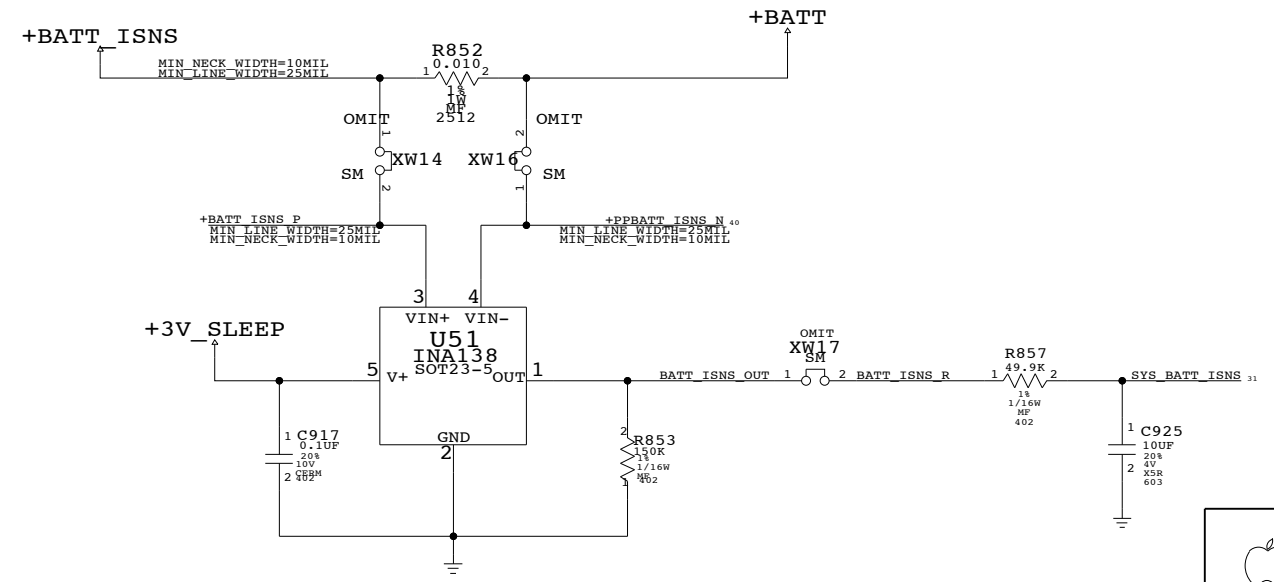 +BATT
+BATT_ISNS
R852
MIN_NECK_WIDTH=10MIL
0.010
MIN_LINE_WIDTH=25MIL
1 2
1%
1W
MF
2512
OMIT OMIT
1 2
XW14 XW16
SM SM
2 1
+BATT_ISNS_P
MIN_LINE_WIDTH=25MIL
MIN_NECK_WIDTH=10MIL
+PPBATT_ISNS_N 40
MIN_LINE_WIDTH=25MIL
MIN_NECK_WIDTH=10MIL
3 4
VIN+ VIN-
+3V_SLEEP
U51
INA138
SOT23-5
5 V+ OUT 1
GND
2
OMIT
XW17
SM
BATT_ISNS_OUT 1 2 BATT_ISNS_R
R857
49.9K
1 2
1%
1/16W
MF
402
SYS_BATT_ISNS 31
1 C917
0.1UF
20%
10V
CERM
2 402
2
R853
150K
1%
1/16W
MF
1 402
1 C925
10UF
20%
4V
2 X5R
603